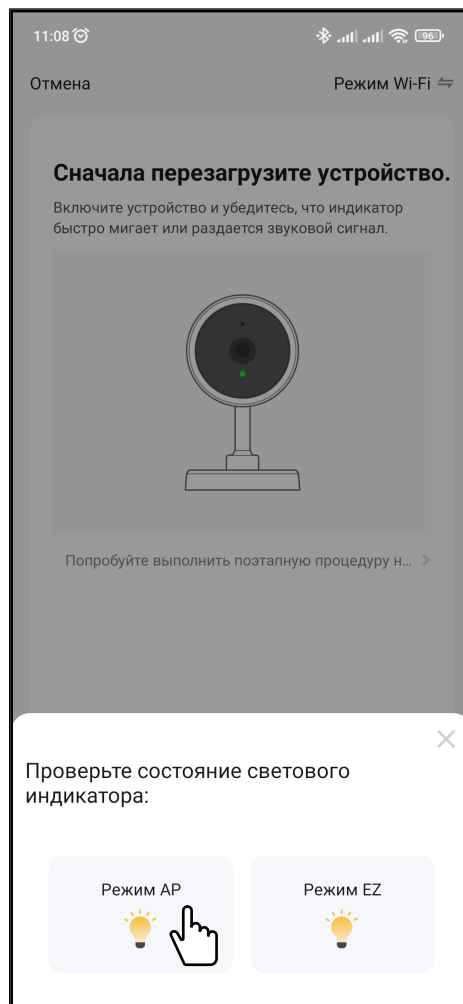 11:08
96
Отмена
Режим Wi-Fi
Сначала перезагрузите устройство.
Включите устройство и убедитесь, что индикатор
быстро мигает или раздается звуковой сигнал.
Попробуйте выполнить поэтапную процедуру н...
Проверьте состояние светового
индикатора:
Режим AP
Режим EZ